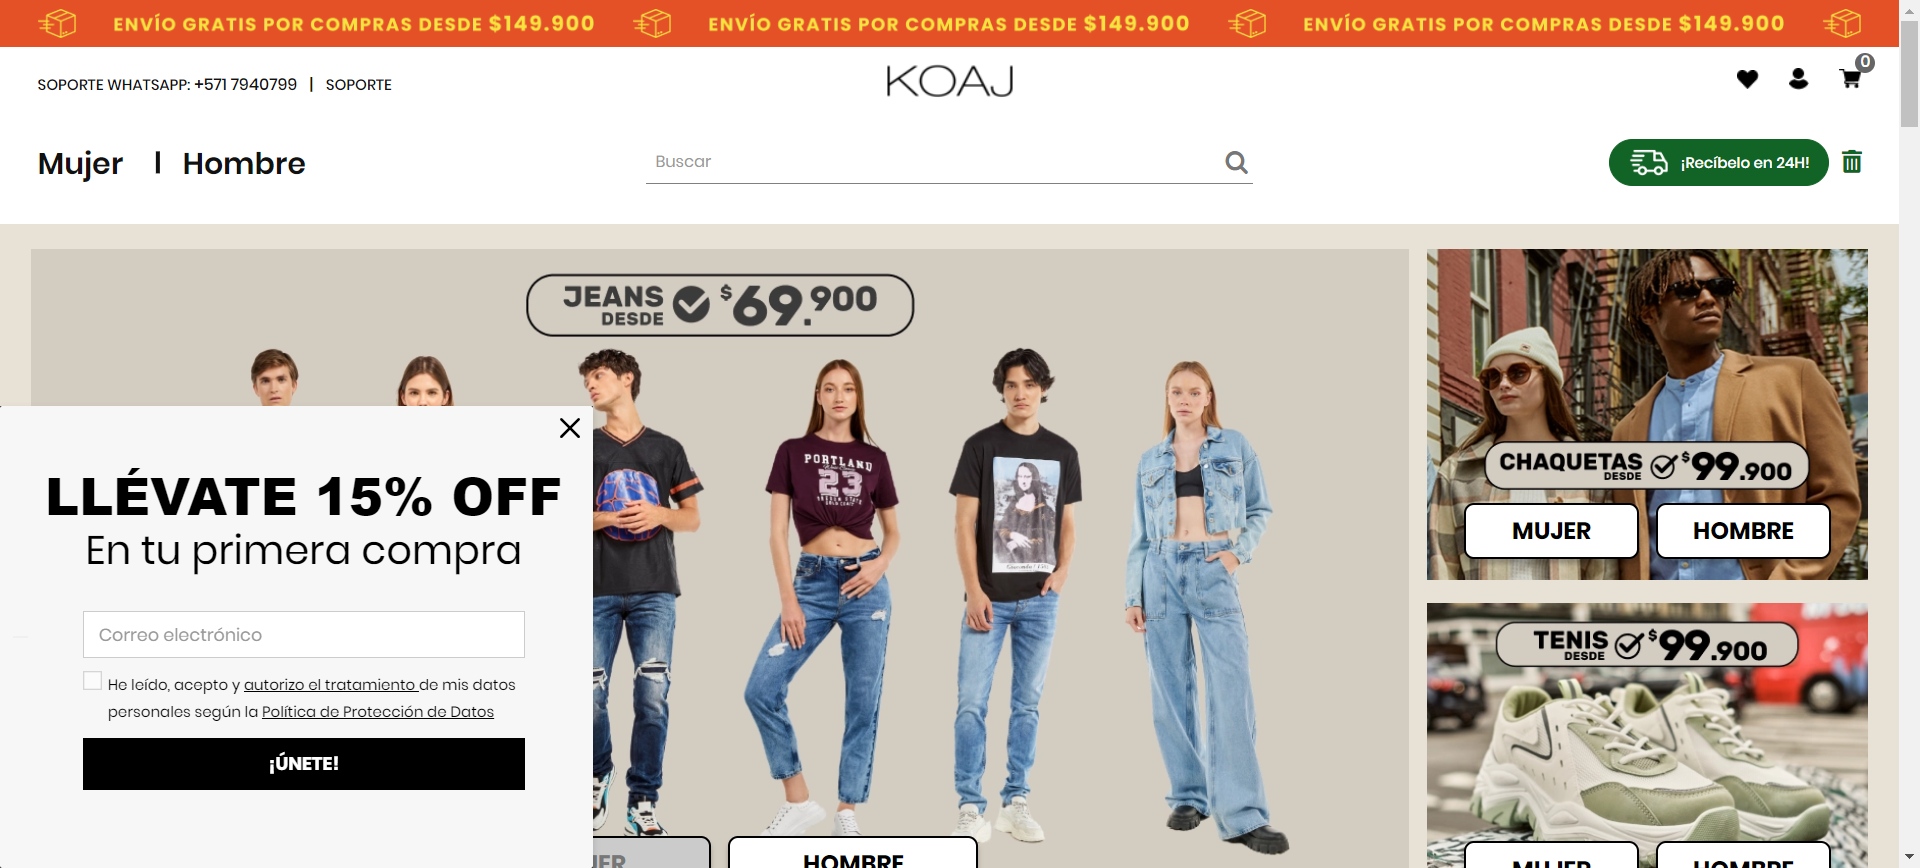 ENVÍO GRATIS POR COMPRAS DESDE $149.900
ENVÍO GRATIS POR COMPRAS DESDE $149.900
ENVÍO GRATIS POR COMPRAS DESDE $149.900
SOPORTE WHATSAPP: +571 7940799 | SOPORTE
KOAJ
0
Mujer | Hombre
Buscar
¡Recíbelo en 24H!
JEANS DESDE $69.900
PORTLAND
23
CHAQUETAS DESDE $99.900
MUJER
HOMBRE
TENIS DESDE $99.900
MUJER
HOMBRE
LLÉVATE 15% OFF
En tu primera compra
Correo electrónico
He leído, acepto y autorizo el tratamiento de mis datos
personales según la Política de Protección de Datos
¡ÚNETE!
HOMBRE